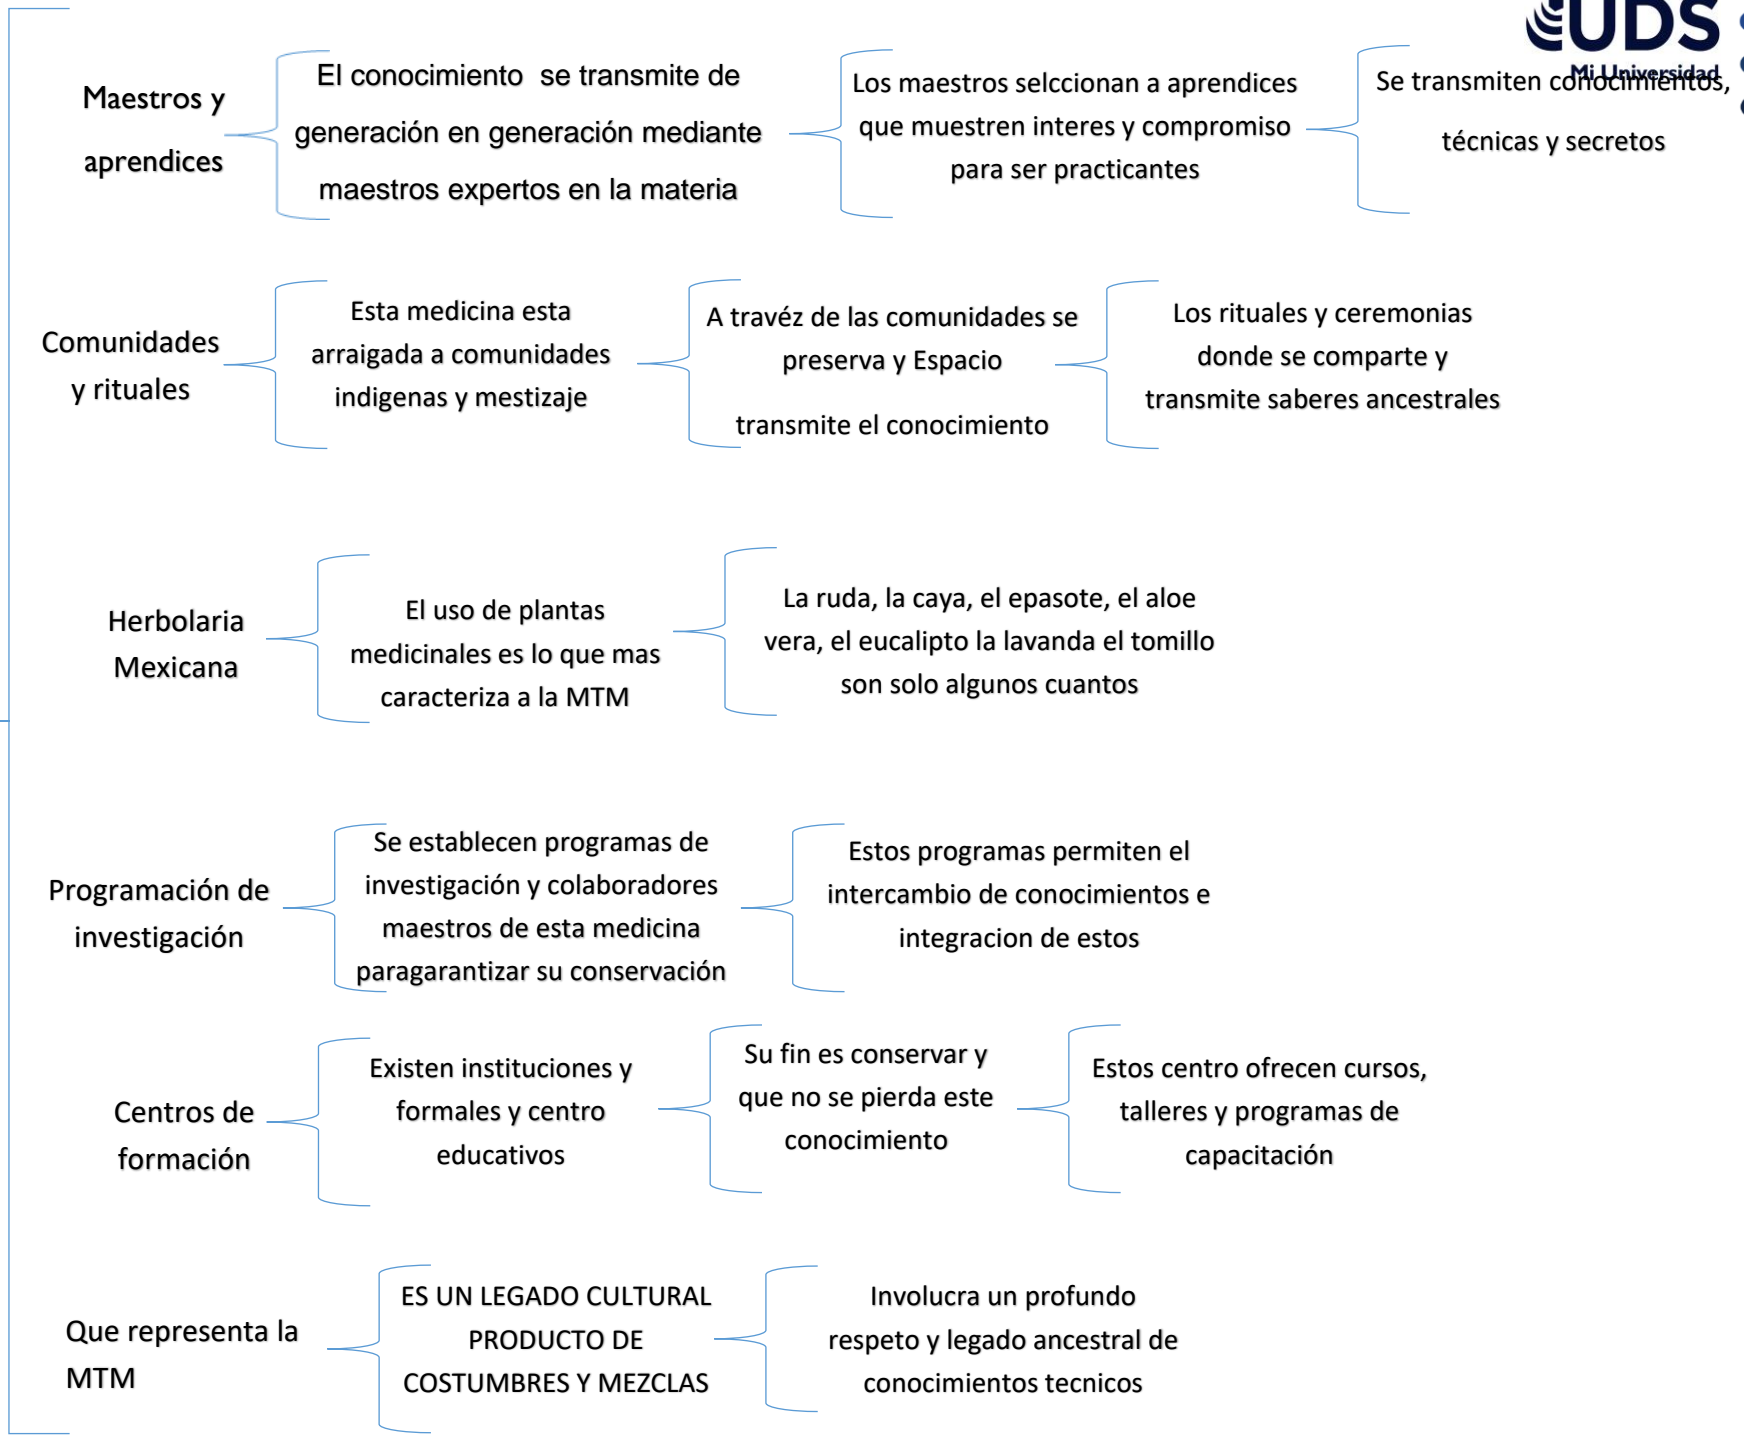 UDS
Mi Universidad
Maestros y
aprendices
El conocimiento se transmite de
generación en generación mediante
maestros expertos en la materia
Los maestros selccionan a aprendices
que muestren interes y compromiso
para ser practicantes
Se transmiten conocimientos,
técnicas y secretos
Comunidades
y rituales
Esta medicina esta
arraigada a comunidades
indigenas y mestizaje
A travéz de las comunidades se
preserva y Espacio
transmite el conocimiento
Los rituales y ceremonias
donde se comparte y
transmite saberes ancestrales
Herbolaria
Mexicana
El uso de plantas
medicinales es lo que mas
caracteriza a la MTM
La ruda, la caya, el epasote, el aloe
vera, el eucalipto la lavanda el tomillo
son solo algunos cuantos
Programación de
investigación
Se establecen programas de
investigación y colaboradores
maestros de esta medicina
paragarantizar su conservación
Estos programas permiten el
intercambio de conocimientos e
integracion de estos
Centros de
formación
Existen instituciones y
formales y centro
educativos
Su fin es conservar y
que no se pierda este
conocimiento
Estos centro ofrecen cursos,
talleres y programas de
capacitación
Que representa la
MTM
ES UN LEGADO CULTURAL
PRODUCTO DE
COSTUMBRES Y MEZCLAS
Involucra un profundo
respeto y legado ancestral de
conocimientos tecnicos